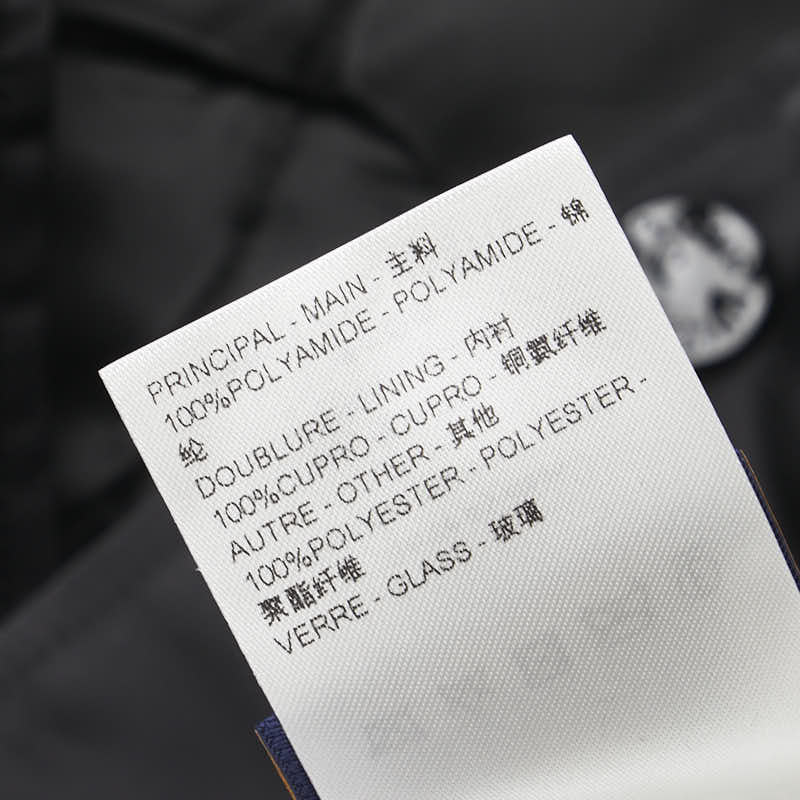 PRINCIPAL - MAIN - 主料
100%POLYAMIDE - POLYAMIDE - 锦
纶
DOUBLURE - LINING - 内衬
100%CUPRO - CUPRO - 铜氨纤维
AUTRE - OTHER - 其他
100%POLYESTER - POLYESTER -
聚酯纤维
VERRE - GLASS - 玻璃